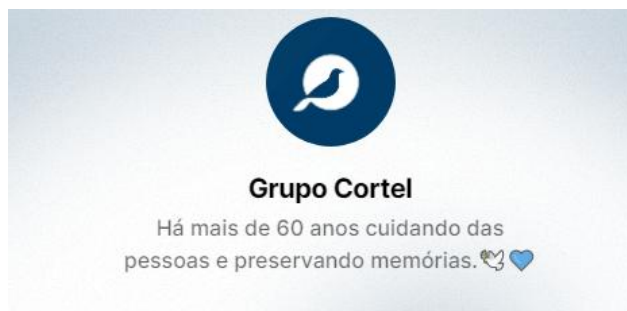 Grupo Cortel
Há mais de 60 anos cuidando das
pessoas e preservando memórias.🕊️💙